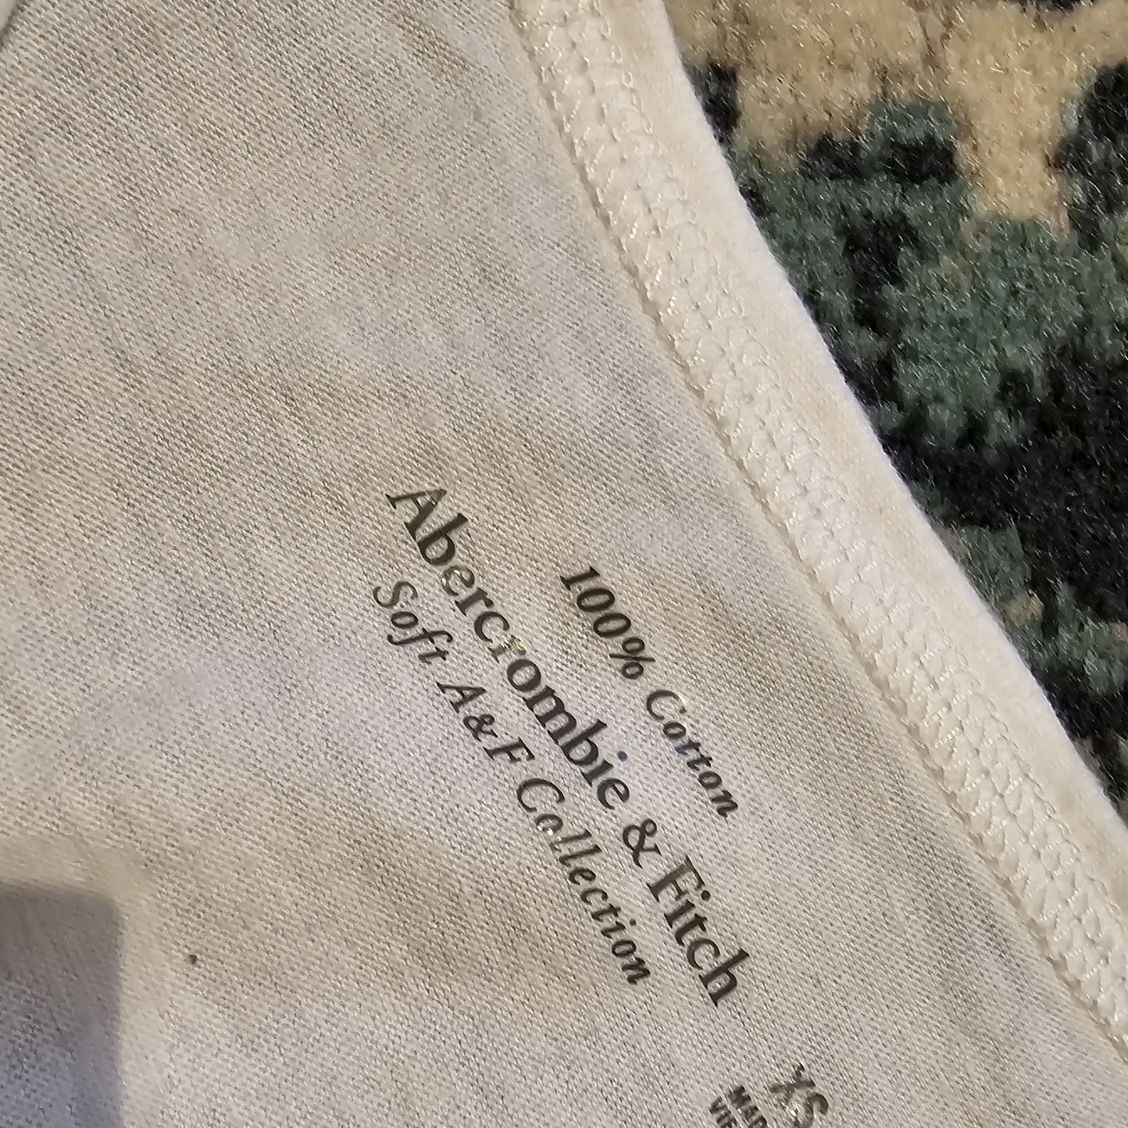 100% Cotton
Abercrombie & Fitch
Soft A&F Collection
XS